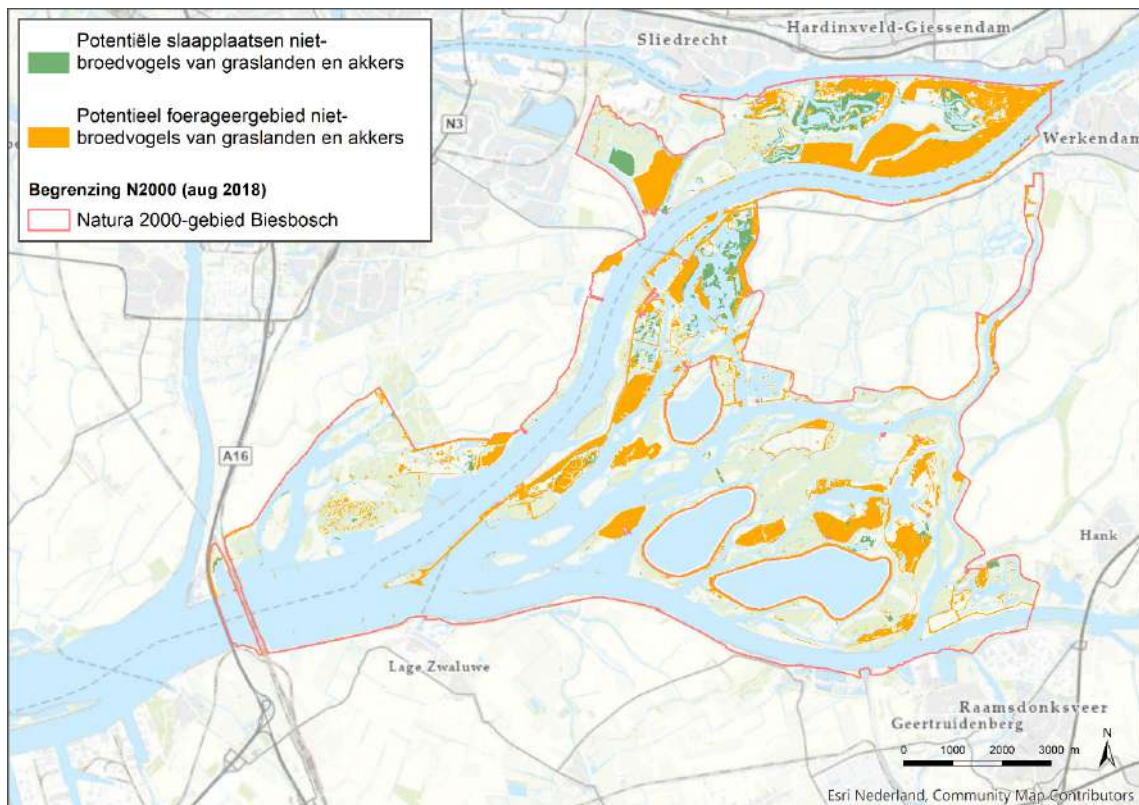 Potentiële slaapplaatsen niet-
broedvogels van graslanden en akkers
Potentieel foerageergebied niet-
broedvogels van graslanden en akkers
Begrenzing N2000 (aug 2018)
Natura 2000-gebied Biesbosch
Hardinxveld-Giessendam
Sliedrecht
N3
Werkendam
A16
Hank
Lage Zwaluwe
Raamsdonksveer
Geertruidenberg
N
0 1000 2000 3000 m
Esri Nederland, Community Map Contributors